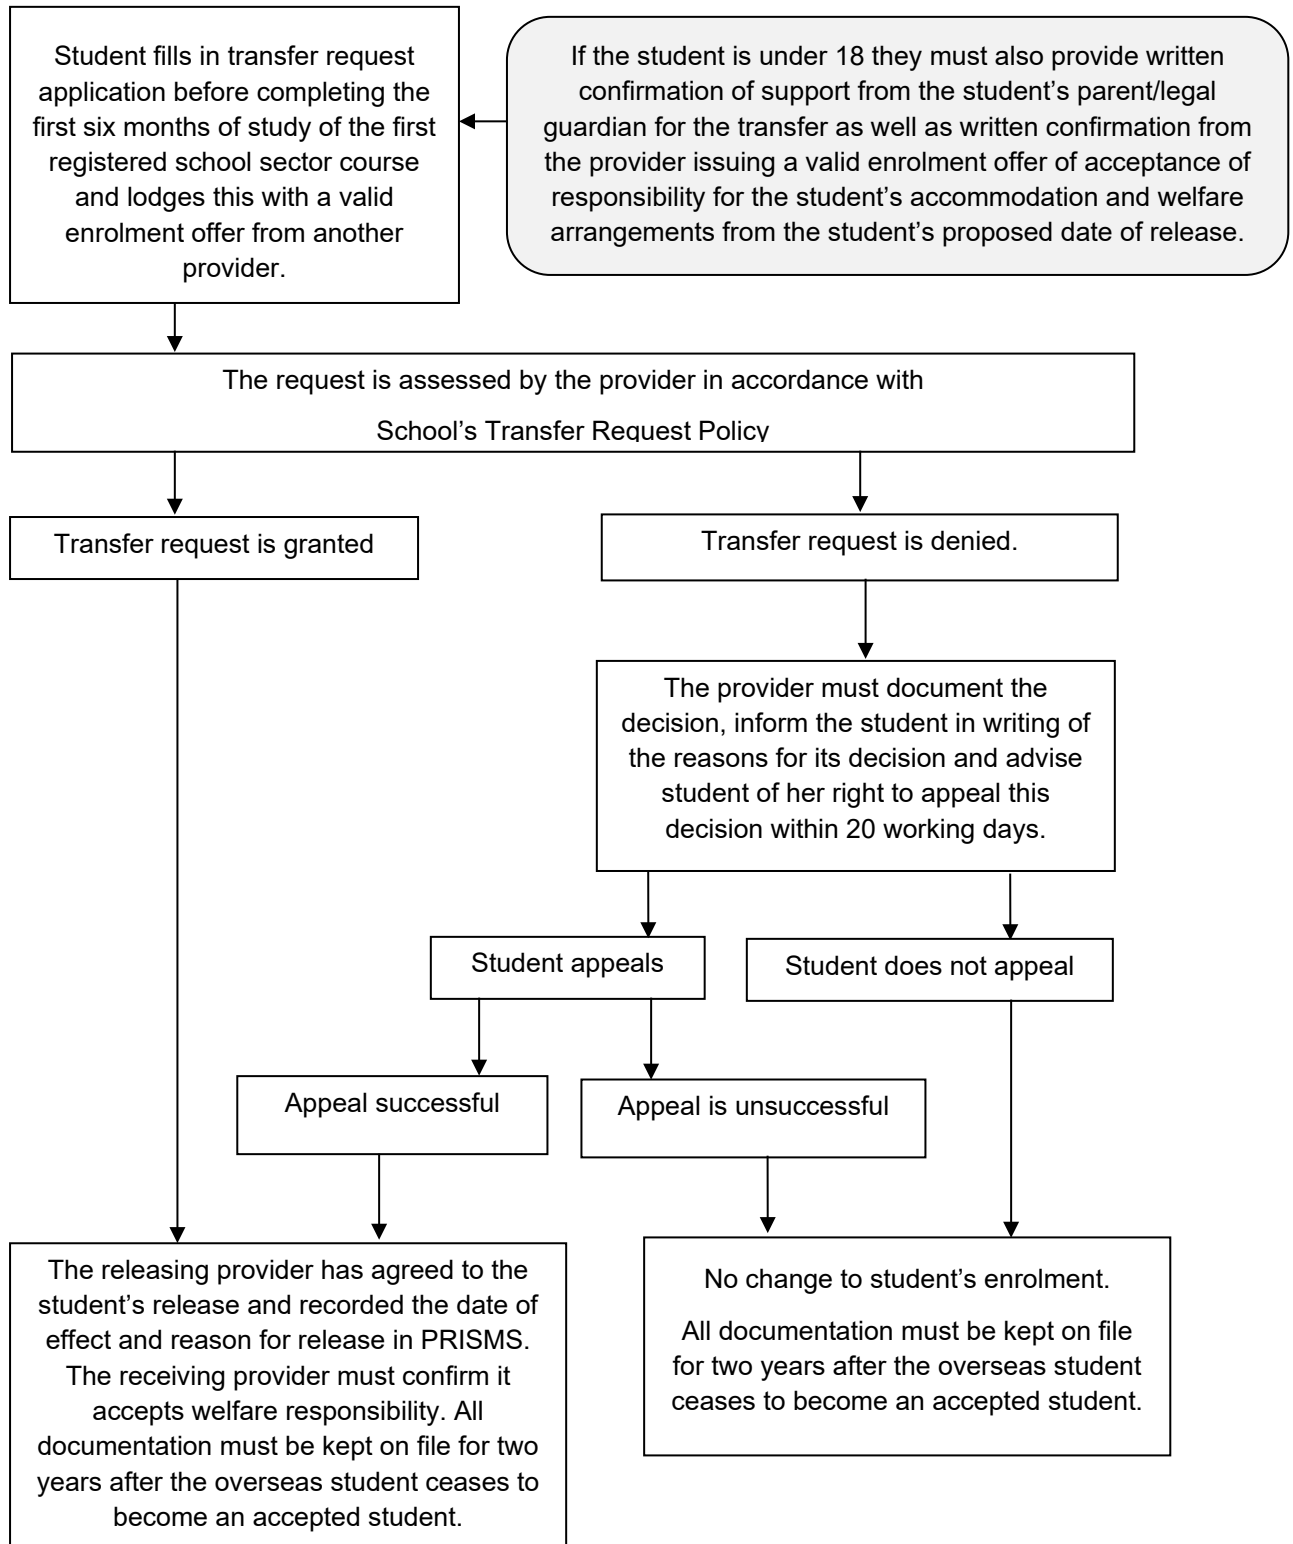 Student fills in transfer request
application before completing the
first six months of study of the first
registered school sector course
and lodges this with a valid
enrolment offer from another
provider.
If the student is under 18 they must also provide written
confirmation of support from the student’s parent/legal
guardian for the transfer as well as written confirmation from
the provider issuing a valid enrolment offer of acceptance of
responsibility for the student’s accommodation and welfare
arrangements from the student’s proposed date of release.
The request is assessed by the provider in accordance with
School’s Transfer Request Policy
Transfer request is granted
Transfer request is denied.
The provider must document the
decision, inform the student in writing of
the reasons for its decision and advise
student of her right to appeal this
decision within 20 working days.
Student appeals
Student does not appeal
Appeal successful
Appeal is unsuccessful
The releasing provider has agreed to the
student’s release and recorded the date of
effect and reason for release in PRISMS.
The receiving provider must confirm it
accepts welfare responsibility. All
documentation must be kept on file for two
years after the overseas student ceases to
become an accepted student.
No change to student’s enrolment.
All documentation must be kept on file
for two years after the overseas student
ceases to become an accepted student.